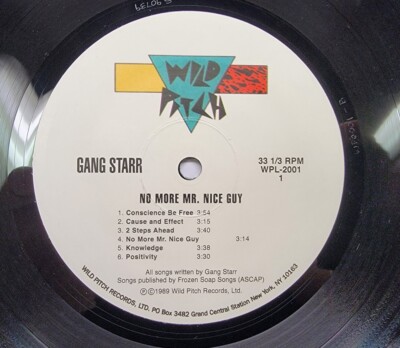 WILD
PITCH
GANG STARR
33 1/3 RPM
WPL-2001
1
NO MORE MR. NICE GUY
1. Conscience Be Free 2:54
2. Cause and Effect 3:15
3. 2 Steps Ahead 3:40
4. No More Mr. Nice Guy 3:14
5. Knowledge 3:38
6. Positivity 3:30
All songs written by Gang Starr
Songs published by Frozen Soap Songs (ASCAP)
℗©1989 Wild Pitch Records, Ltd.
WILD PITCH RECORDS, LTD. PO BOX 3482 Grand Central Station New York, NY 10163